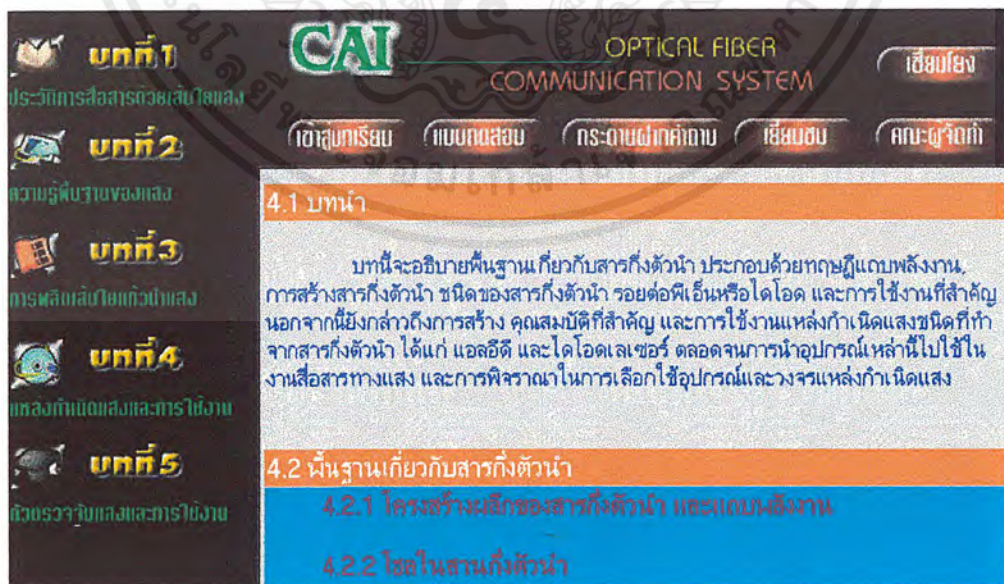 บทที่ 1
ประวัติการสื่อสารด้วยเส้นใยแสง
บทที่ 2
ความรู้พื้นฐานของแสง
บทที่ 3
การผลิตเส้นใยแก้วนำแสง
บทที่ 4
แหล่งกำเนิดแสงและการใช้งาน
บทที่ 5
ตัวตรวจจับแสงและการใช้งาน
CAI
OPTICAL FIBER
COMMUNICATION SYSTEM
เชื่อมโยง
เข้าสู่บทเรียน แบบทดสอบ กระดานฝากคำถาม เยี่ยมชม คณะผู้จัดทำ
4.1 บทนำ
บทนี้จะอธิบายพื้นฐานเกี่ยวกับสารกึ่งตัวนำ ประกอบด้วยทฤษฎีแถบพลังงาน,
การสร้างสารกึ่งตัวนำ ชนิดของสารกึ่งตัวนำ รอยต่อพีเอ็นหรือไดโอด และการใช้งานที่สำคัญ
นอกจากนี้ยังกล่าวถึงการสร้าง คุณสมบัติที่สำคัญ และการใช้งานแหล่งกำเนิดแสงชนิดที่ทำ
จากสารกึ่งตัวนำ ได้แก่ แอลอีดี และไดโอดเลเซอร์ ตลอดจนการนำอุปกรณ์เหล่านี้ไปใช้ใน
งานสื่อสารทางแสง และการพิจราณาในการเลือกใช้อุปกรณ์และวงจรแหล่งกำเนิดแสง
4.2 พื้นฐานเกี่ยวกับสารกึ่งตัวนำ
4.2.1 โครงสร้างผลึกของสารกึ่งตัวนำ และแถบพลังงาน
4.2.2 โฮลในสารกึ่งตัวนำ